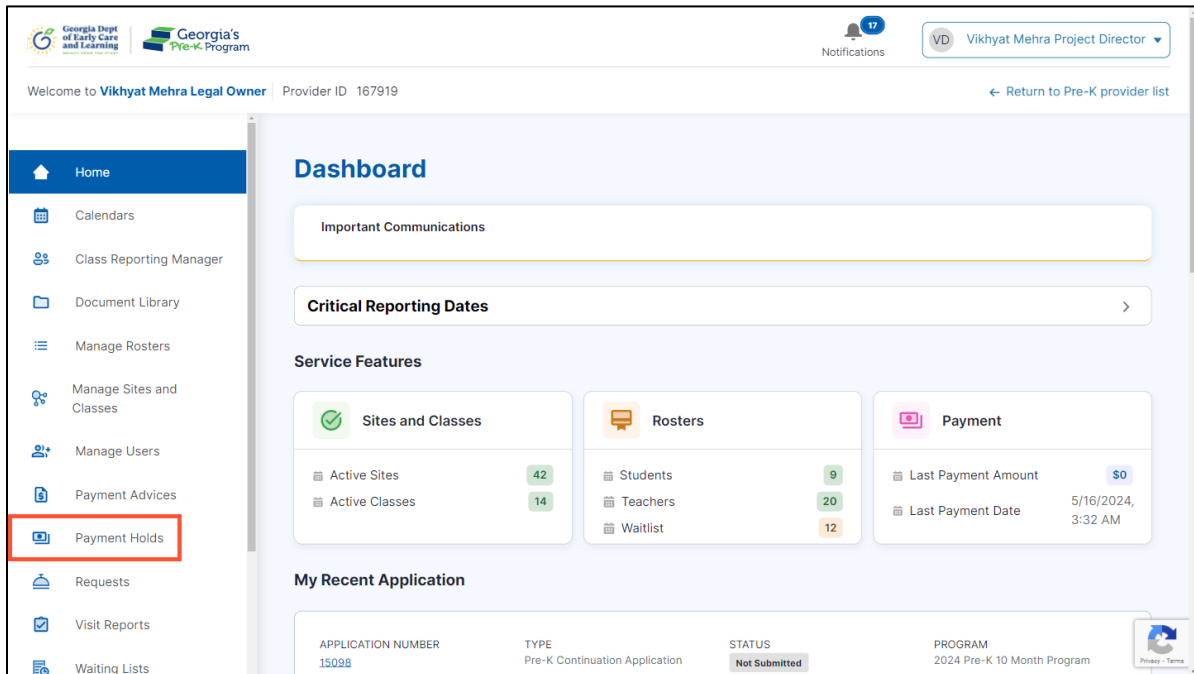 Georgia Dept
of Early Care
and Learning
Georgia's
Pre-K Program
17
Notifications
VD
Vikhyat Mehra Project Director
Welcome to Vikhyat Mehra Legal Owner
Provider ID 167919
← Return to Pre-K provider list
Home
Calendars
Class Reporting Manager
Document Library
Manage Rosters
Manage Sites and
Classes
Manage Users
Payment Advices
Payment Holds
Requests
Visit Reports
Waiting Lists
Dashboard
Important Communications
Critical Reporting Dates
Service Features
Sites and Classes
Active Sites 42
Active Classes 14
Rosters
Students 9
Teachers 20
Waitlist 12
Payment
Last Payment Amount $0
Last Payment Date 5/16/2024,
3:32 AM
My Recent Application
APPLICATION NUMBER
15098
TYPE
Pre-K Continuation Application
STATUS
Not Submitted
PROGRAM
2024 Pre-K 10 Month Program
Privacy - Terms